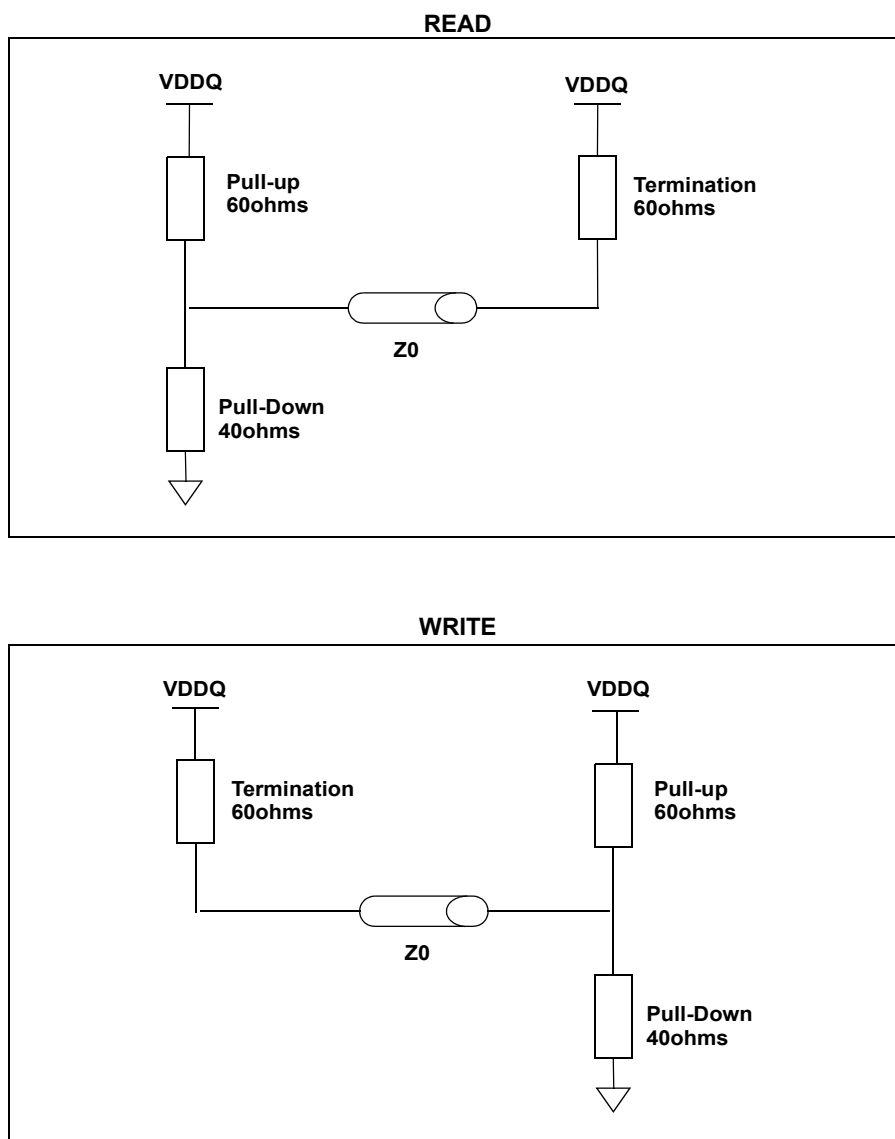 READ
VDDQ
VDDQ
Pull-up
60ohms
Termination
60ohms
Z0
Pull-Down
40ohms
WRITE
VDDQ
VDDQ
Termination
60ohms
Pull-up
60ohms
Z0
Pull-Down
40ohms